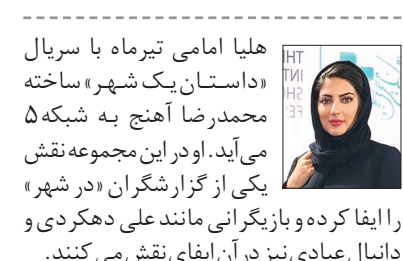 هلیا امامی تیرماه با سریال
«داستان یک شهر» ساخته
محمدرضا آهنج به شبکه ۵
می‌آید. او در این مجموعه نقش
یکی از گزارشگران «در شهر»
را ایفا کرده و بازیگرانی مانند علی دهکردی و
دانیال عبادی نیز در آن ایفای نقش می‌کنند.